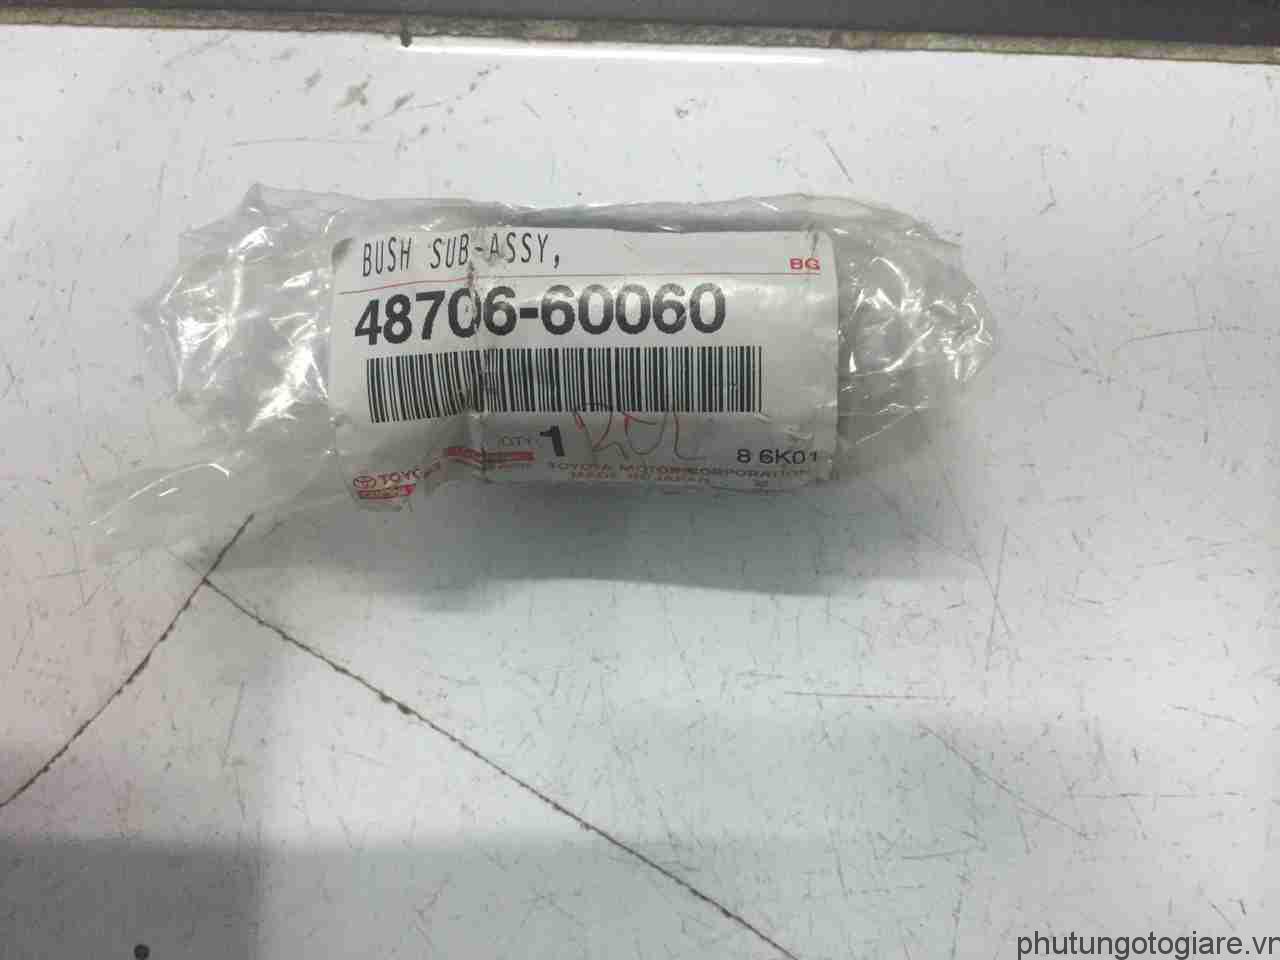 BUSH SUB-ASSY,
BG
48706-60060
QTY. 1
8 6K01
TOYOTA MOTOR CORPORATION
MADE IN JAPAN
phutungotogiare.vn